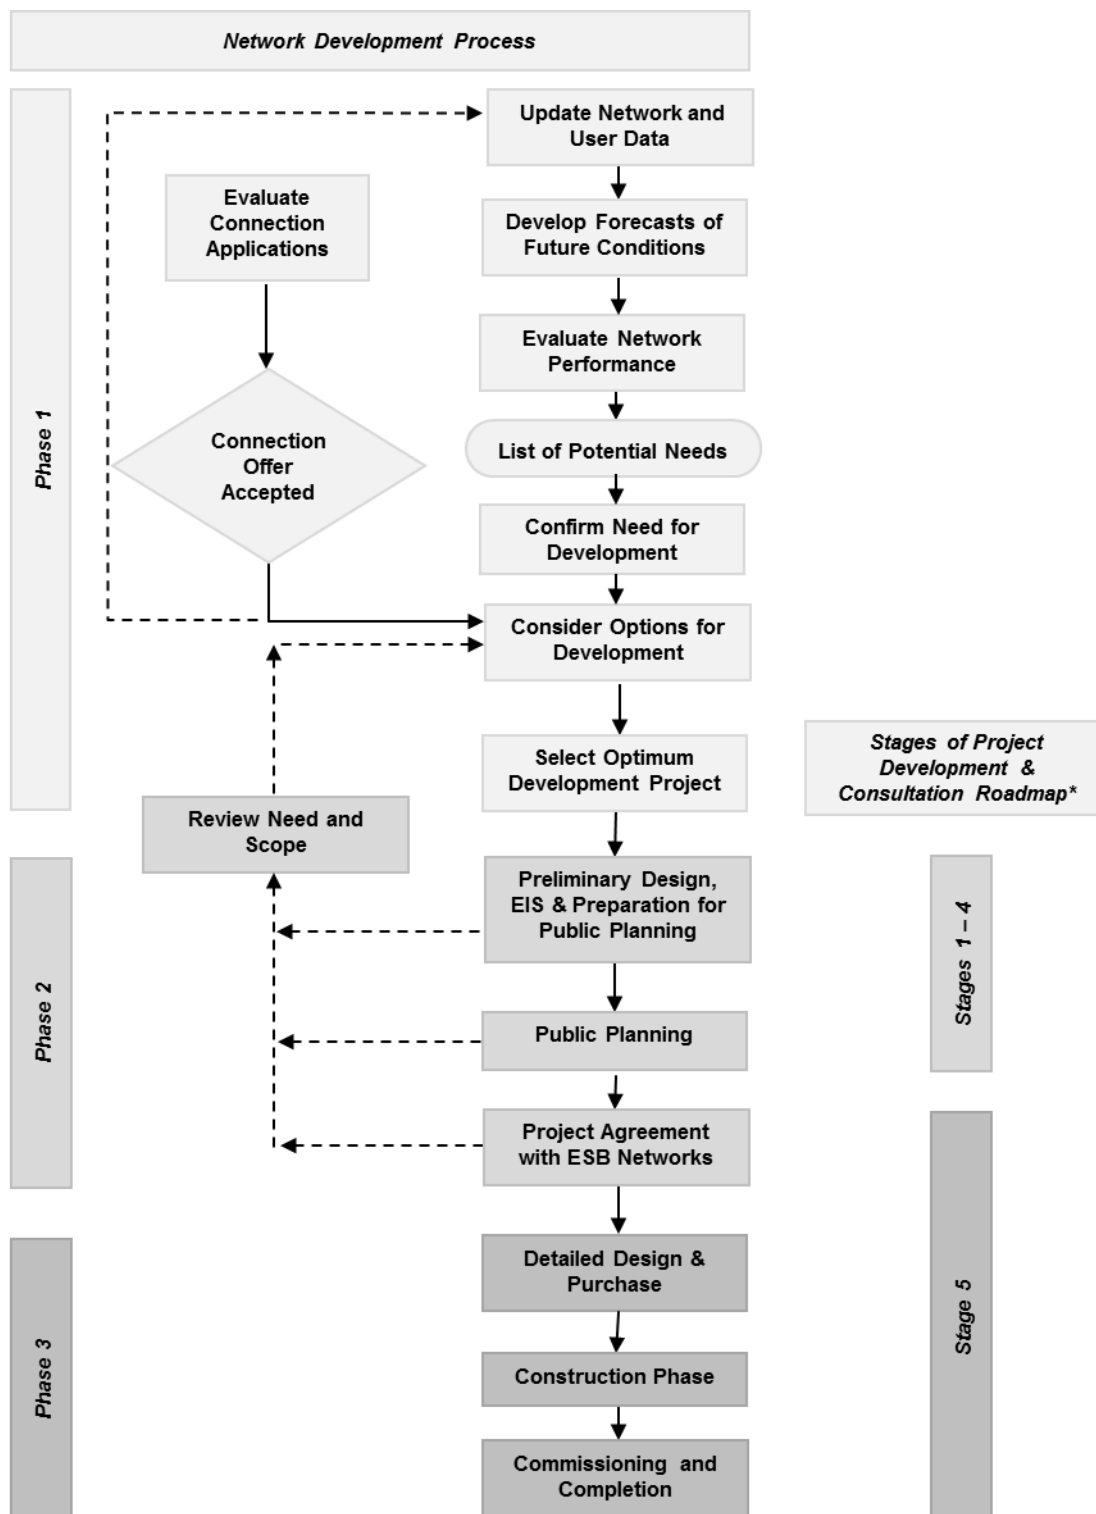 Network Development Process
Phase 1
Update Network and
User Data
Evaluate
Connection
Applications
Develop Forecasts of
Future Conditions
Evaluate Network
Performance
Connection
Offer
Accepted
List of Potential Needs
Confirm Need for
Development
Consider Options for
Development
Select Optimum
Development Project
Stages of Project
Development &
Consultation Roadmap*
Review Need and
Scope
Phase 2
Preliminary Design,
EIS & Preparation for
Public Planning
Stages 1 – 4
Public Planning
Project Agreement
with ESB Networks
Phase 3
Detailed Design &
Purchase
Stage 5
Construction Phase
Commissioning and
Completion